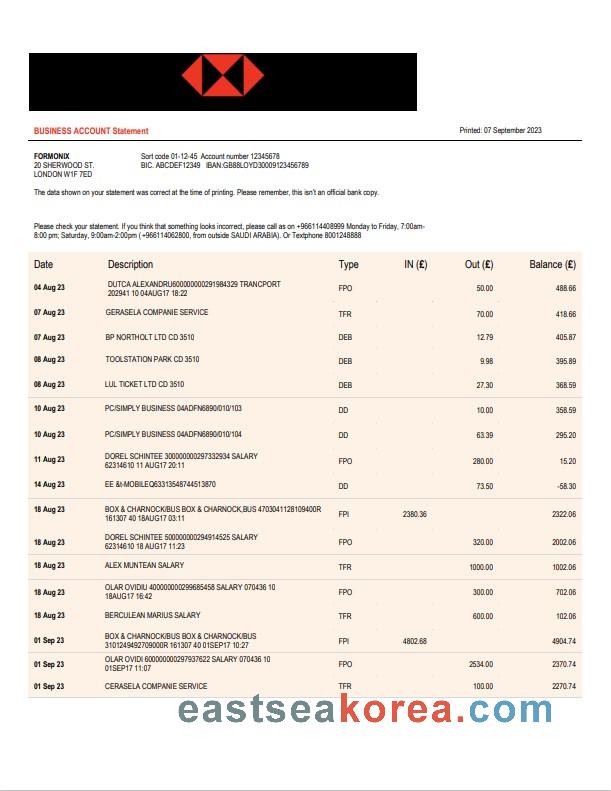 BUSINESS ACCOUNT Statement
Printed: 07 September 2023
FORMONIX
Sort code 01-12-45 Account number 12345678
20 SHERWOOD ST.
BIC. ABCDEF12349 IBAN:GB88LOYD30009123456789
LONDON W1F 7ED
The data shown on your statement was correct at the time of printing. Please remember, this isn't an official bank copy.
Please check your statement. If you think that something looks incorrect, please call as on +966114408999 Monday to Friday, 7:00am-
8:00 pm; Saturday, 9:00am-2:00pm (+966114062800, from outside SAUDI ARABIA). Or Textphone 8001248888
Date Description Type IN (£) Out (£) Balance (£)
04 Aug 23 DUTCA ALEXANDRU600000000291984329 TRANCPORT FPO 50.00 488.66
202941 10 04AUG17 18:22
07 Aug 23 GERASELA COMPANIE SERVICE TFR 70.00 418.66
07 Aug 23 BP NORTHOLT LTD CD 3510 DEB 12.79 405.87
08 Aug 23 TOOLSTATION PARK CD 3510 DEB 9.98 395.89
08 Aug 23 LUL TICKET LTD CD 3510 DEB 27.30 368.59
10 Aug 23 PC/SIMPLY BUSINESS 04ADFN6890/010/103 DD 10.00 358.59
10 Aug 23 PC/SIMPLY BUSINESS 04ADFN6890/010/104 DD 63.39 295.20
11 Aug 23 DOREL SCHINTEE 300000000297332934 SALARY FPO 280.00 15.20
62314610 11 AUG17 20:11
14 Aug 23 EE &t-MOBILEQ63313548744513870 DD 73.50 -58.30
18 Aug 23 BOX & CHARNOCK/BUS BOX & CHARNOCK,BUS 4703041128109400R FPI 2380.36 2322.06
161307 40 18AUG17 03:11
18 Aug 23 DOREL SCHINTEE 500000000294914525 SALARY FPO 320.00 2002.06
62314610 18 AUG17 11:23
18 Aug 23 ALEX MUNTEAN SALARY TFR 1000.00 1002.06
18 Aug 23 OLAR OVIDIU 400000000299685458 SALARY 070436 10 FPO 300.00 702.06
18AUG17 16:42
18 Aug 23 BERCULEAN MARIUS SALARY TFR 600.00 102.06
01 Sep 23 BOX & CHARNOCK/BUS BOX & CHARNOCK/BUS FPI 4802.68 4904.74
3101249492709000R 161307 40 01SEP17 10:27
01 Sep 23 OLAR OVIDI 600000000297937622 SALARY 070436 10 FPO 2534.00 2370.74
01SEP17 11:07
01 Sep 23 CERASELA COMPANIE SERVICE TFR 100.00 2270.74
eastseakorea.com